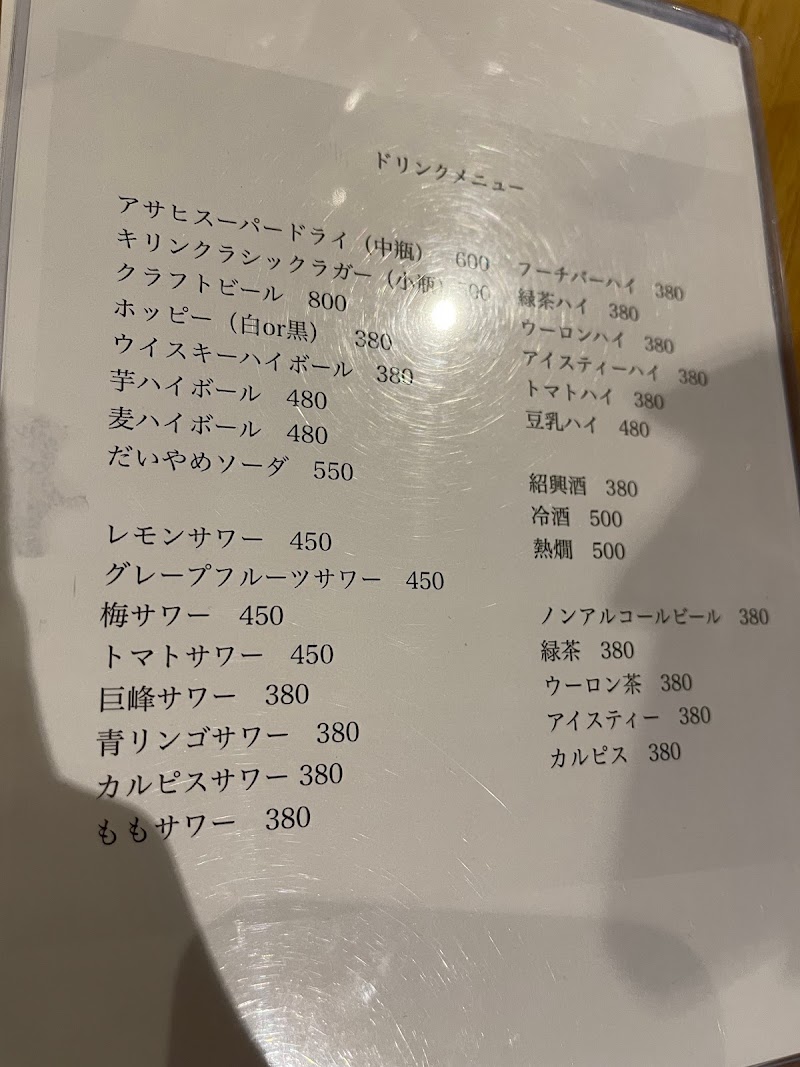 ドリンクメニュー
アサヒスーパードライ（中瓶） 600
キリンクラシックラガー（小瓶）
クラフトビール 800
ホッピー（白or黒） 380
ウイスキーハイボール 380
芋ハイボール 480
麦ハイボール 480
だいやめソーダ 550
レモンサワー 450
グレープフルーツサワー 450
梅サワー 450
トマトサワー 450
巨峰サワー 380
青リンゴサワー 380
カルピスサワー 380
ももサワー 380
フーチバーハイ 380
緑茶ハイ 380
ウーロンハイ 380
アイスティーハイ 380
トマトハイ 380
豆乳ハイ 480
紹興酒 380
冷酒 500
熱燗 500
ノンアルコールビール 380
緑茶 380
ウーロン茶 380
アイスティー 380
カルピス 380